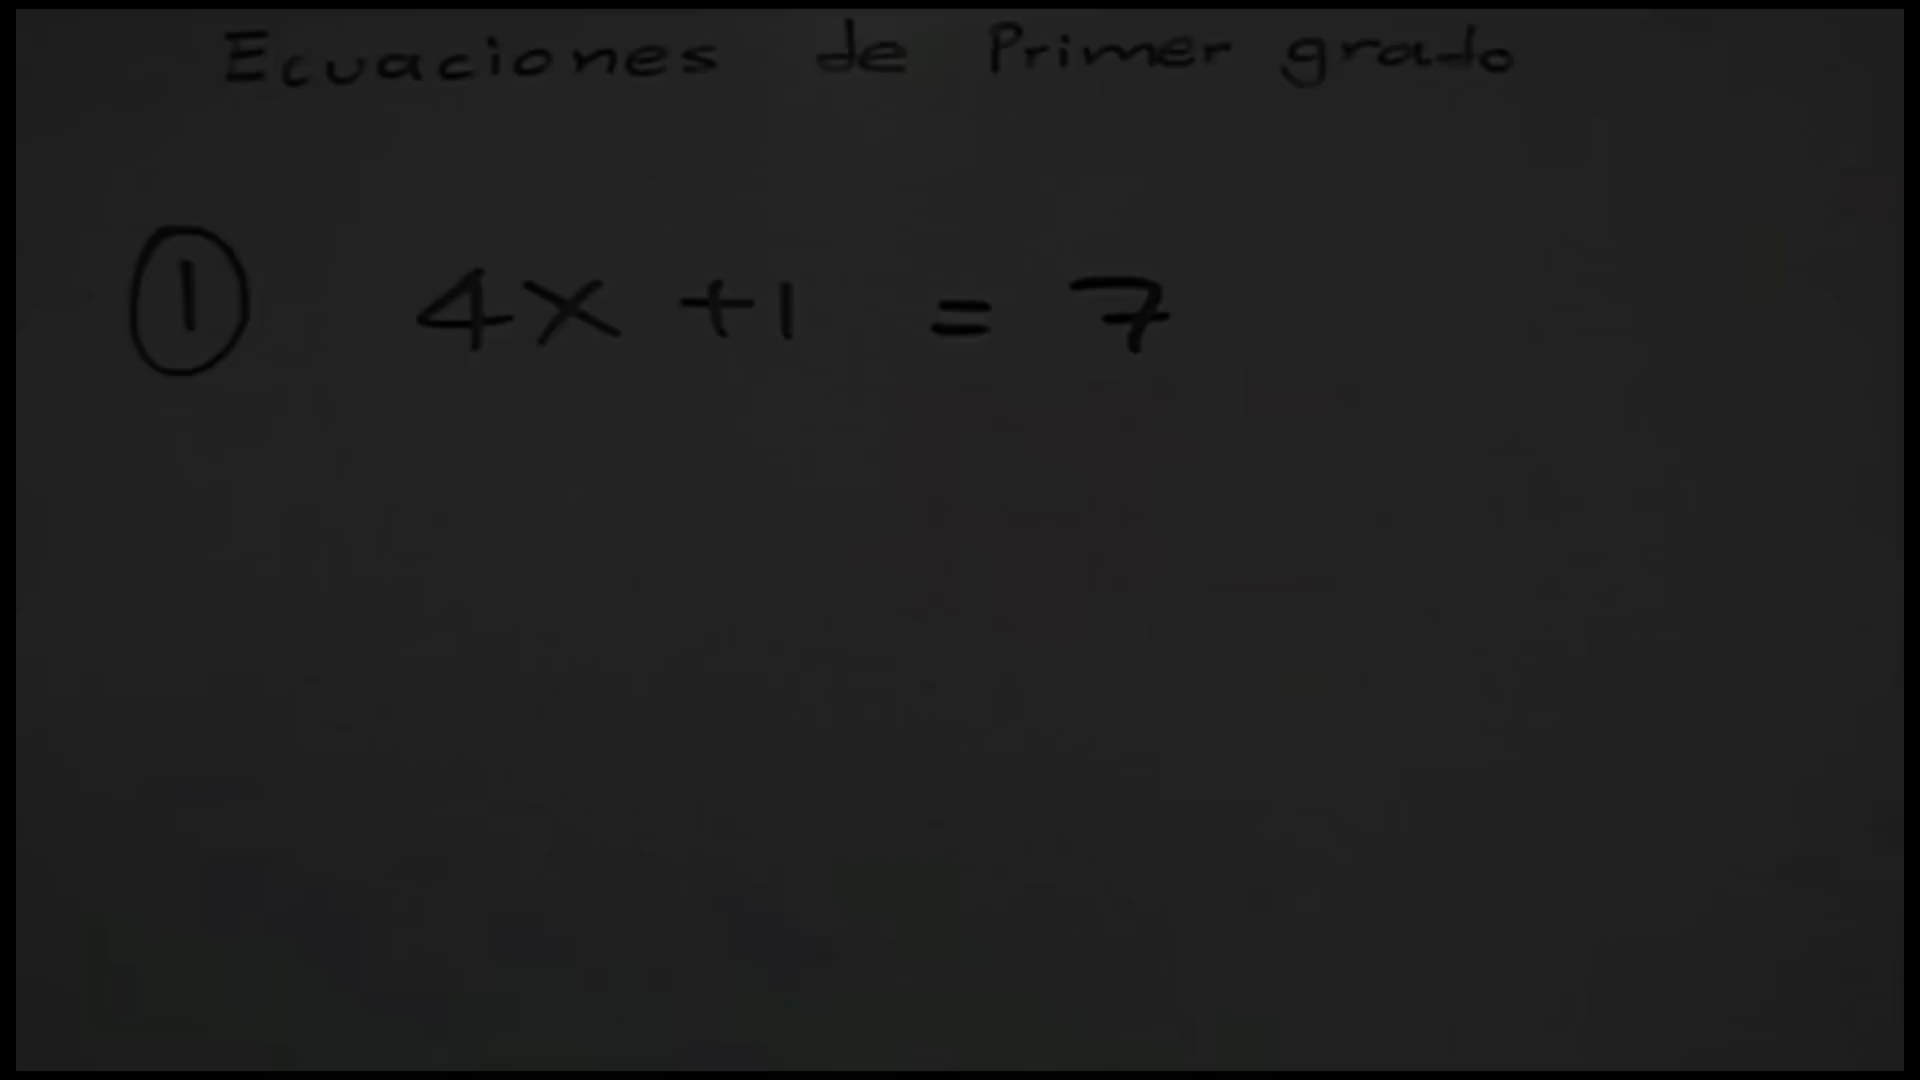 Ecuaciones de Primer grado
① 4x + 1 = 7